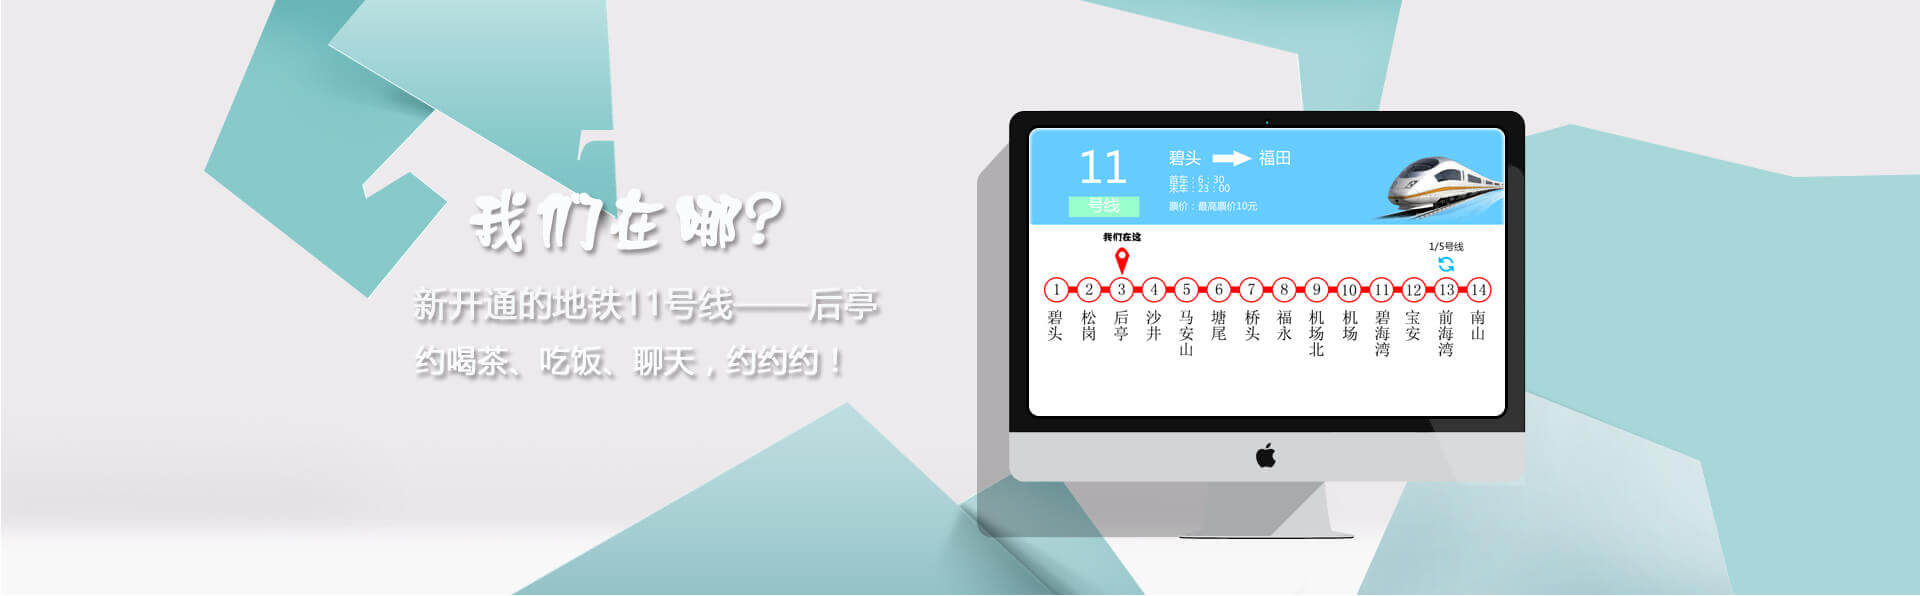 我们在哪?
新开通的地铁11号线——后亭
约喝茶、吃饭、聊天，约约约！
11
号线
碧头
福田
首车：6：30
末车：23：00
票价：最高票价10元
我们在这
1/5号线
1 2 3 4 5 6 7 8 9 10 11 12 13 14
碧头
松岗
后亭
沙井
马安山
塘尾
桥头
福永
机场北
机场
碧海湾
宝安
前海湾
南山